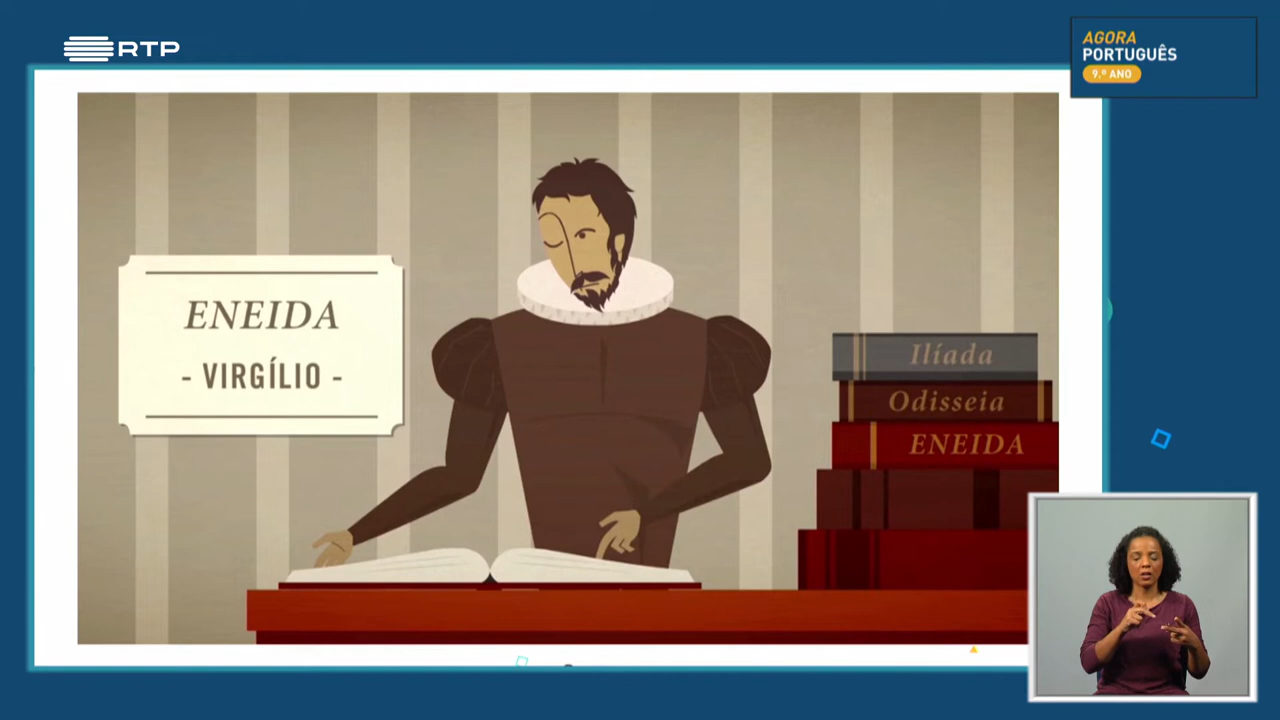 RTP
AGORA
PORTUGUÊS
9.º ANO
ENEIDA
- VIRGÍLIO -
Ilíada
Odisseia
ENEIDA